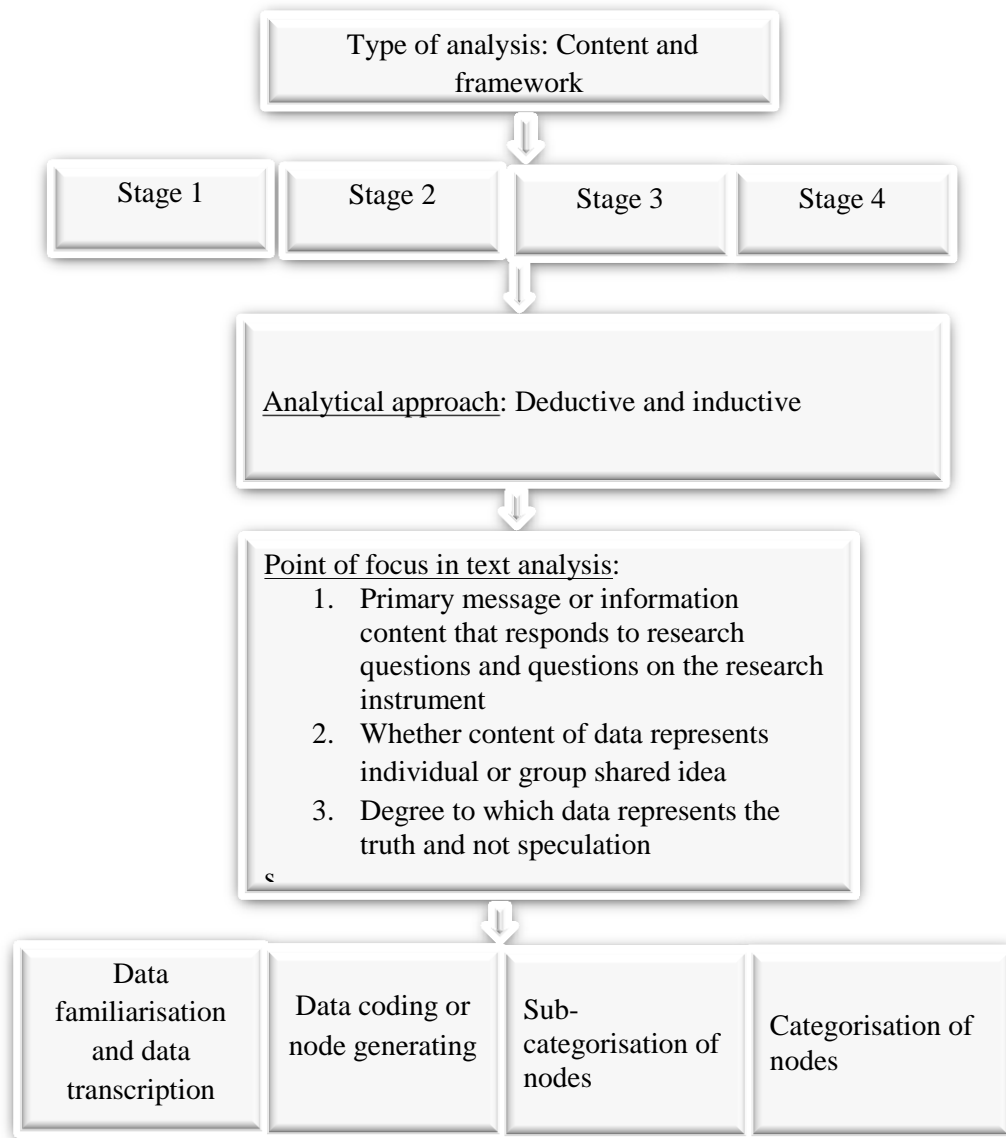 Type of analysis: Content and
framework
Stage 1
Stage 2
Stage 3
Stage 4
Analytical approach: Deductive and inductive
Point of focus in text analysis:
1. Primary message or information
content that responds to research
questions and questions on the research
instrument
2. Whether content of data represents
individual or group shared idea
3. Degree to which data represents the
truth and not speculation
s
Data
familiarisation
and data
transcription
Data coding or
node generating
Sub-
categorisation of
nodes
Categorisation of
nodes